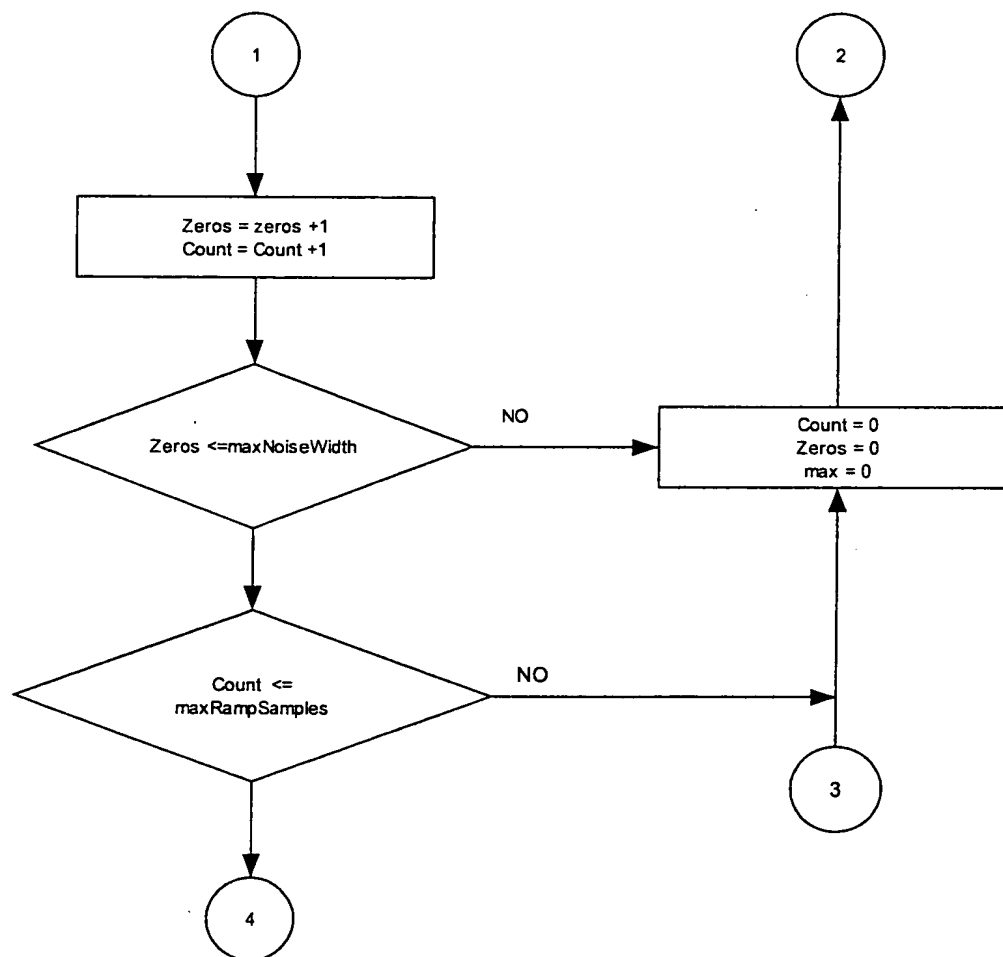 1
2
Zeros = zeros +1
Count = Count +1
Zeros <=maxNoiseWidth
NO
Count = 0
Zeros = 0
max = 0
Count <=
maxRampSamples
NO
3
4